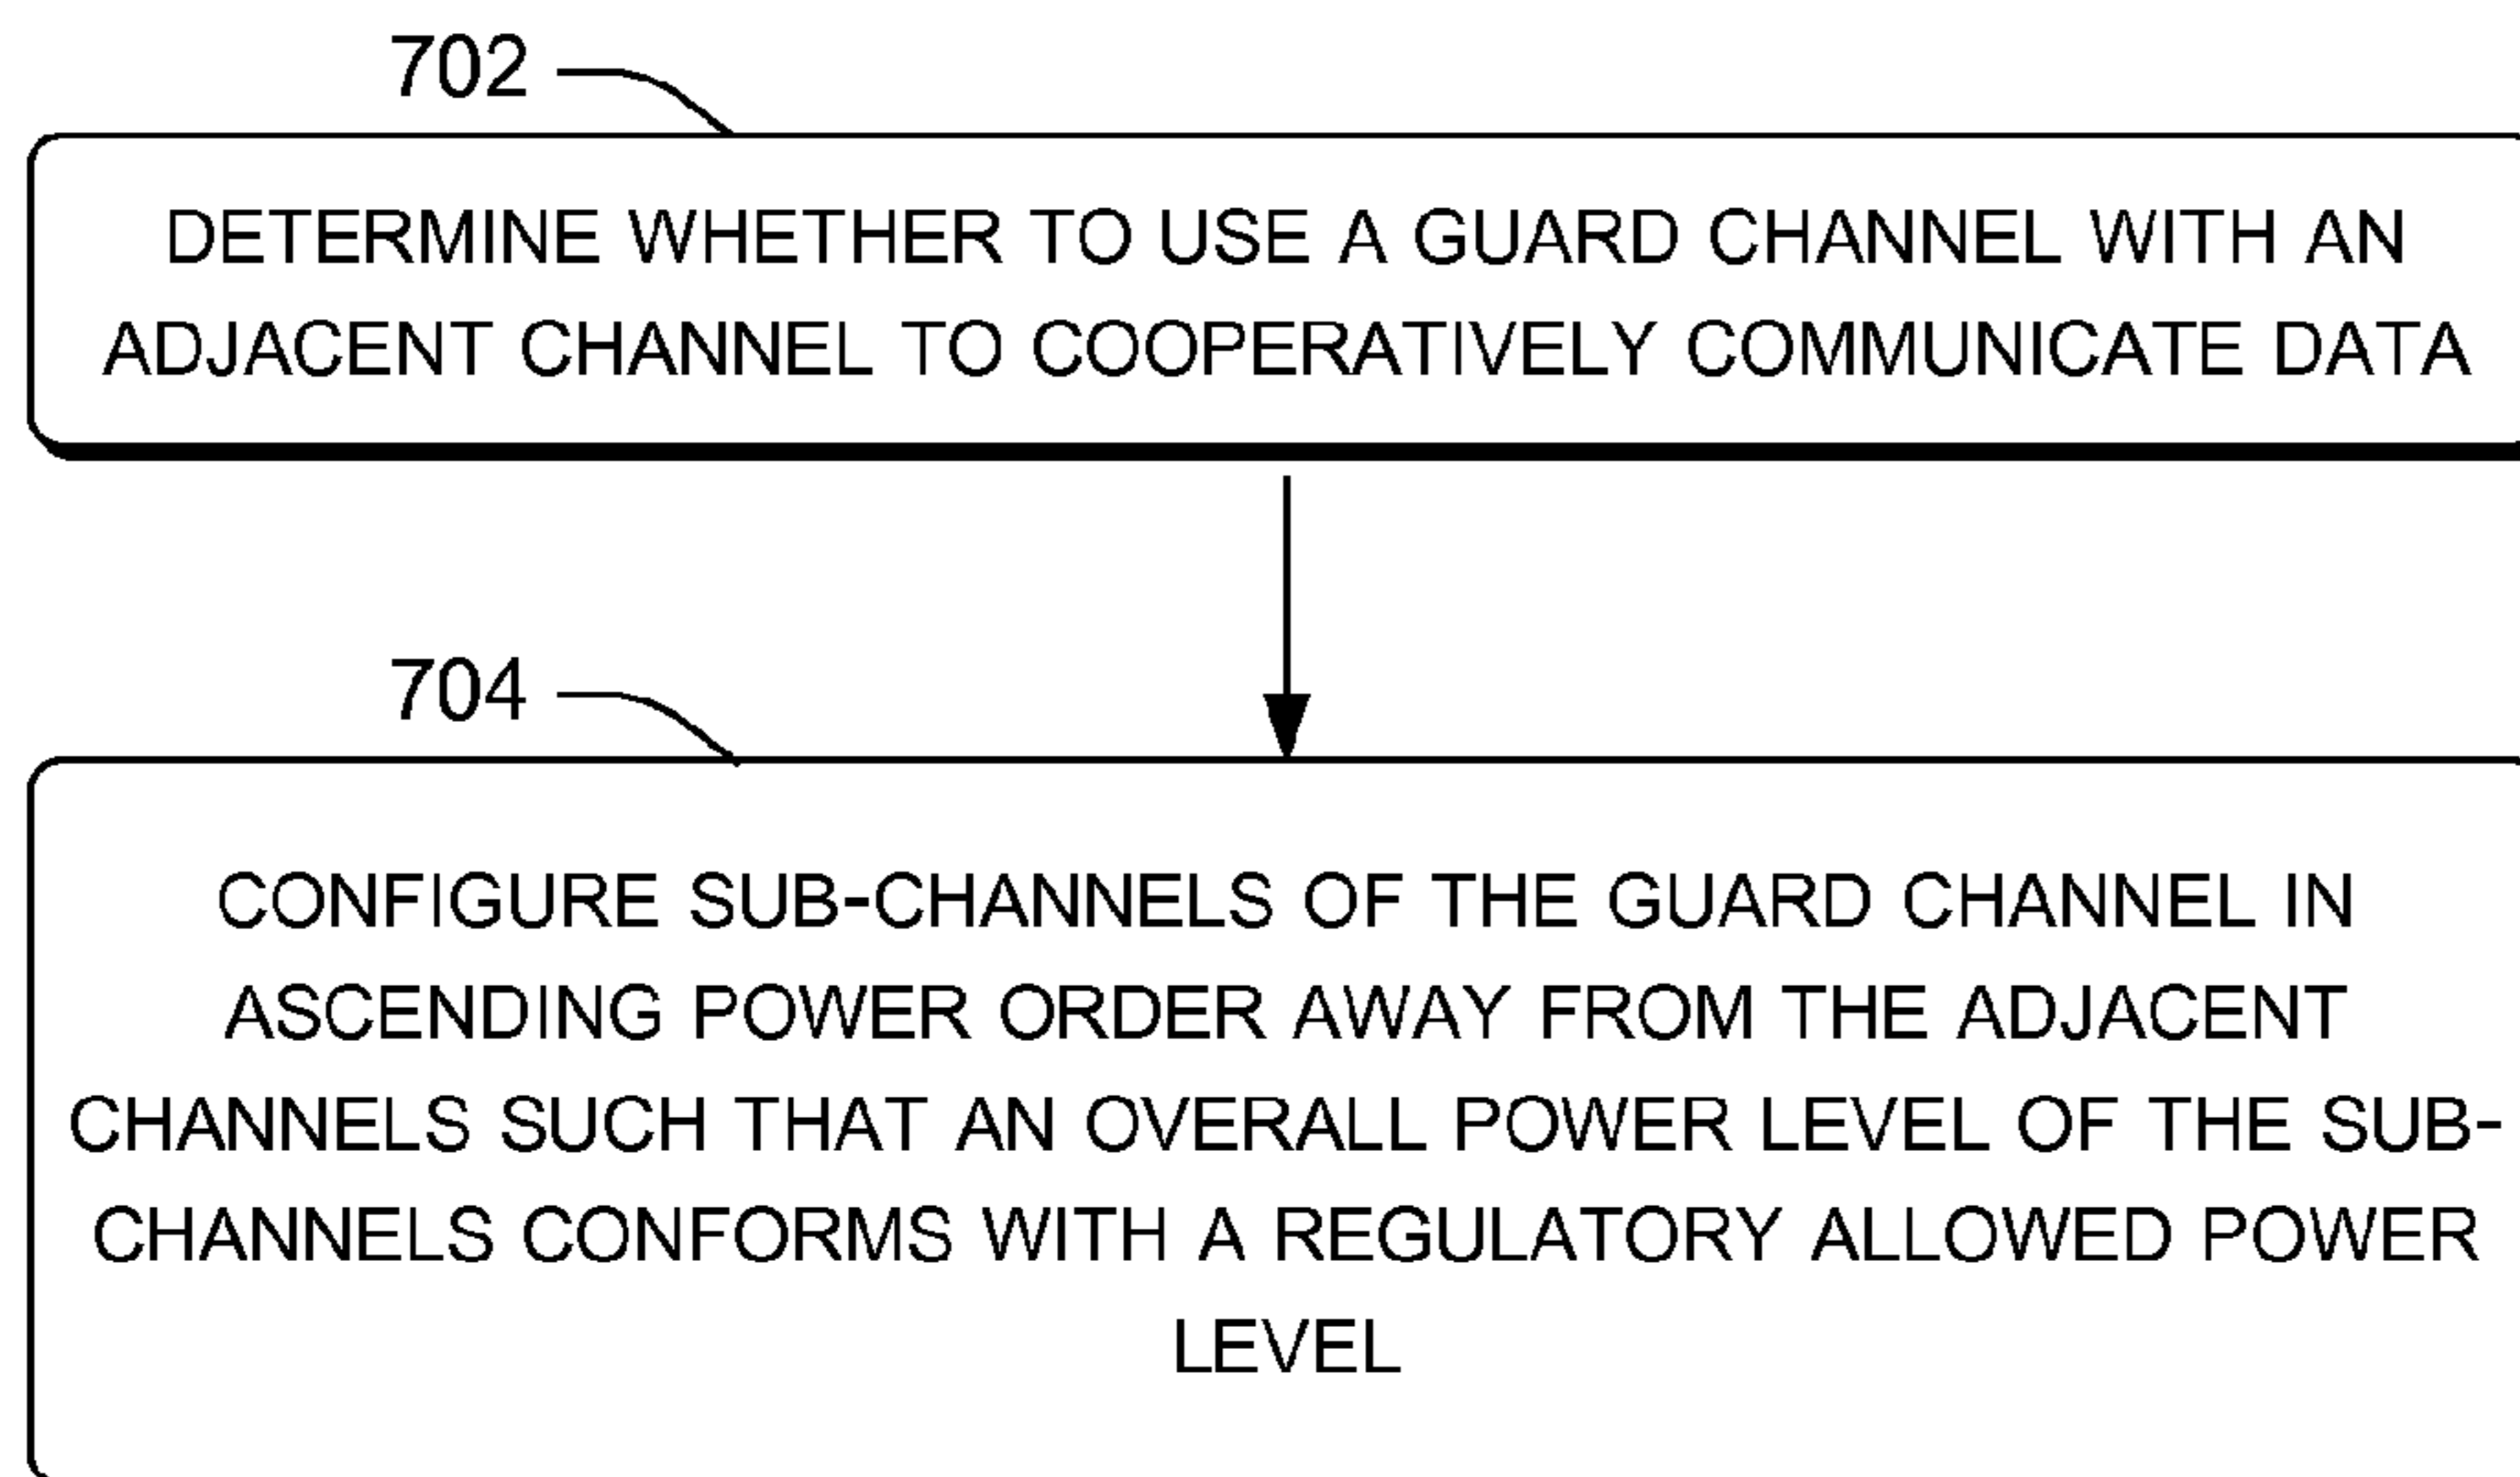 702
DETERMINE WHETHER TO USE A GUARD CHANNEL WITH AN
ADJACENT CHANNEL TO COOPERATIVELY COMMUNICATE DATA
704
CONFIGURE SUB-CHANNELS OF THE GUARD CHANNEL IN
ASCENDING POWER ORDER AWAY FROM THE ADJACENT
CHANNELS SUCH THAT AN OVERALL POWER LEVEL OF THE SUB-
CHANNELS CONFORMS WITH A REGULATORY ALLOWED POWER
LEVEL